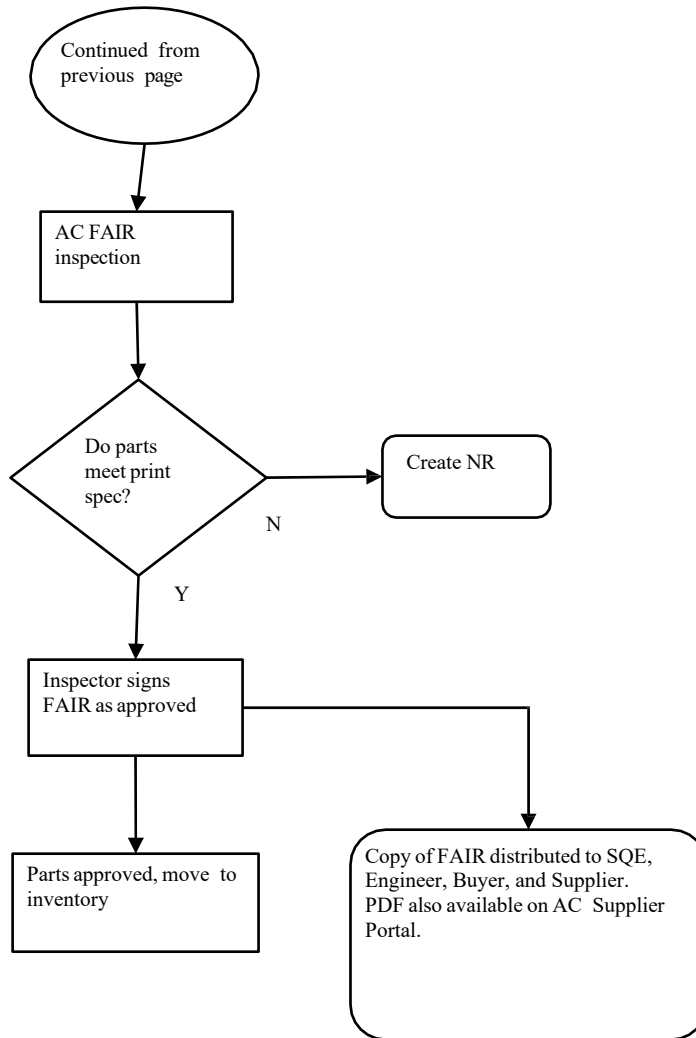 Continued from
previous page
AC FAIR
inspection
Do parts
meet print
spec?
Create NR
N
Y
Inspector signs
FAIR as approved
Parts approved, move to
inventory
Copy of FAIR distributed to SQE,
Engineer, Buyer, and Supplier.
PDF also available on AC Supplier
Portal.